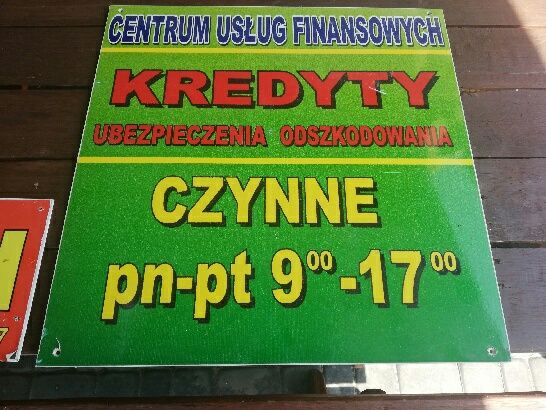 CENTRUM USŁUG FINANSOWYCH
KREDYTY
UBEZPIECZENIA ODSZKODOWANIA
CZYNNE
pn-pt 9⁰⁰-17⁰⁰